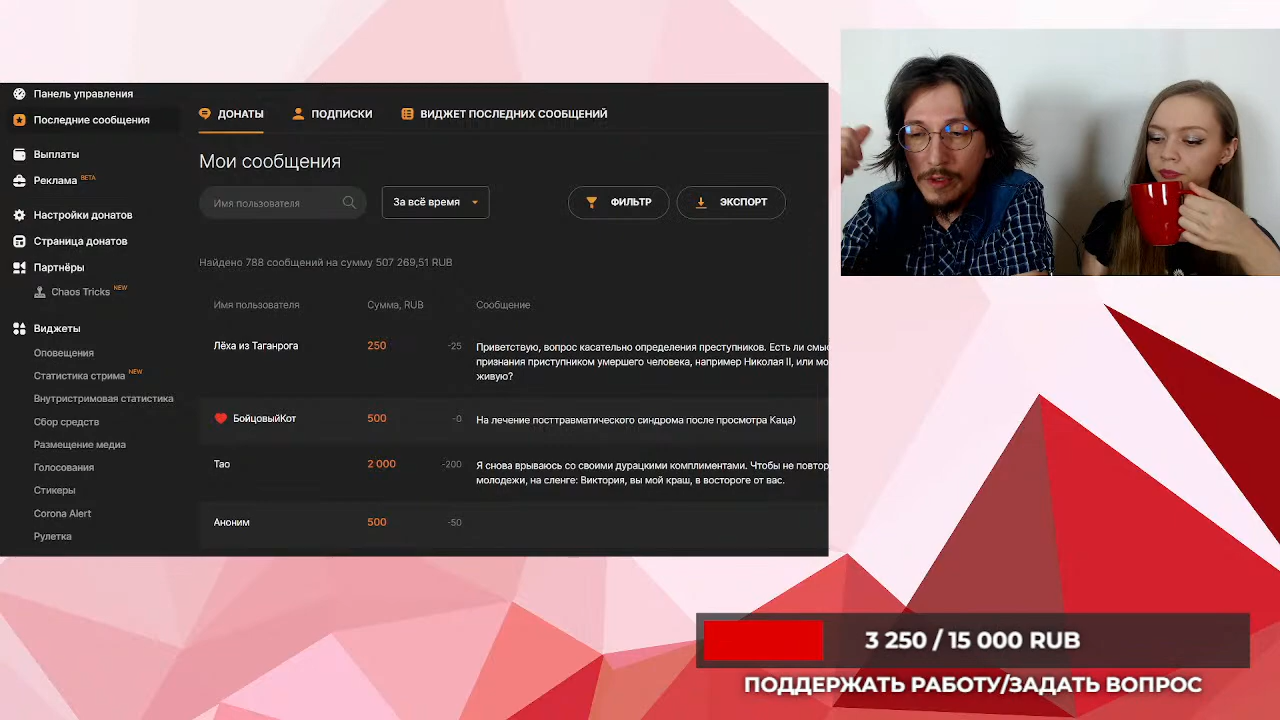 Панель управления
Последние сообщения
Выплаты
Реклама BETA
Настройки донатов
Страница донатов
Партнёры
Chaos Tricks NEW
Виджеты
Оповещения
Статистика стрима NEW
Внутристримовая статистика
Сбор средств
Размещение медиа
Голосования
Стикеры
Corona Alert
Рулетка
ДОНАТЫ ПОДПИСКИ ВИДЖЕТ ПОСЛЕДНИХ СООБЩЕНИЙ
Мои сообщения
Имя пользователя За всё время ФИЛЬТР ЭКСПОРТ
Найдено 788 сообщений на сумму 507 269,51 RUB
Имя пользователя Сумма, RUB Сообщение
Лёха из Таганрога 250 -25 Приветствую, вопрос касательно определения преступников. Есть ли смыс
признания приступником умершего человека, например Николая II, или мо
живую?
БойцовыйКот 500 -0 На лечение посттравматического синдрома после просмотра Каца)
Тао 2 000 -200 Я снова врываюсь со своими дурацкими комплиментами. Чтобы не повтор
молодежи, на сленге: Виктория, вы мой краш, в восторге от вас.
Аноним 500 -50
3 250 / 15 000 RUB
ПОДДЕРЖАТЬ РАБОТУ/ЗАДАТЬ ВОПРОС